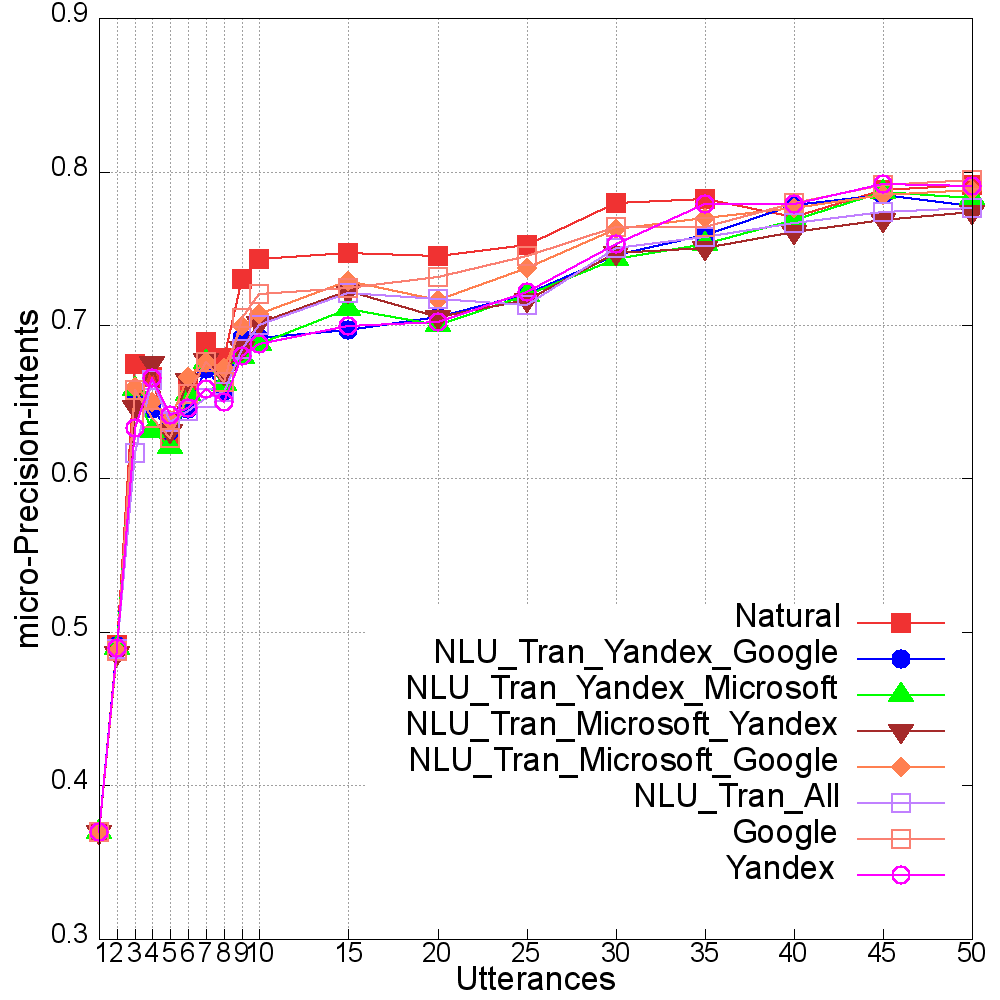 0.9
0.8
0.7
0.6
0.5
0.4
0.3
micro-Precision-intents
Natural
NLU_Tran_Yandex_Google
NLU_Tran_Yandex_Microsoft
NLU_Tran_Microsoft_Yandex
NLU_Tran_Microsoft_Google
NLU_Tran_All
Google
Yandex
1 2 3 4 5 6 7 8 9 10 15 20 25 30 35 40 45 50
Utterances